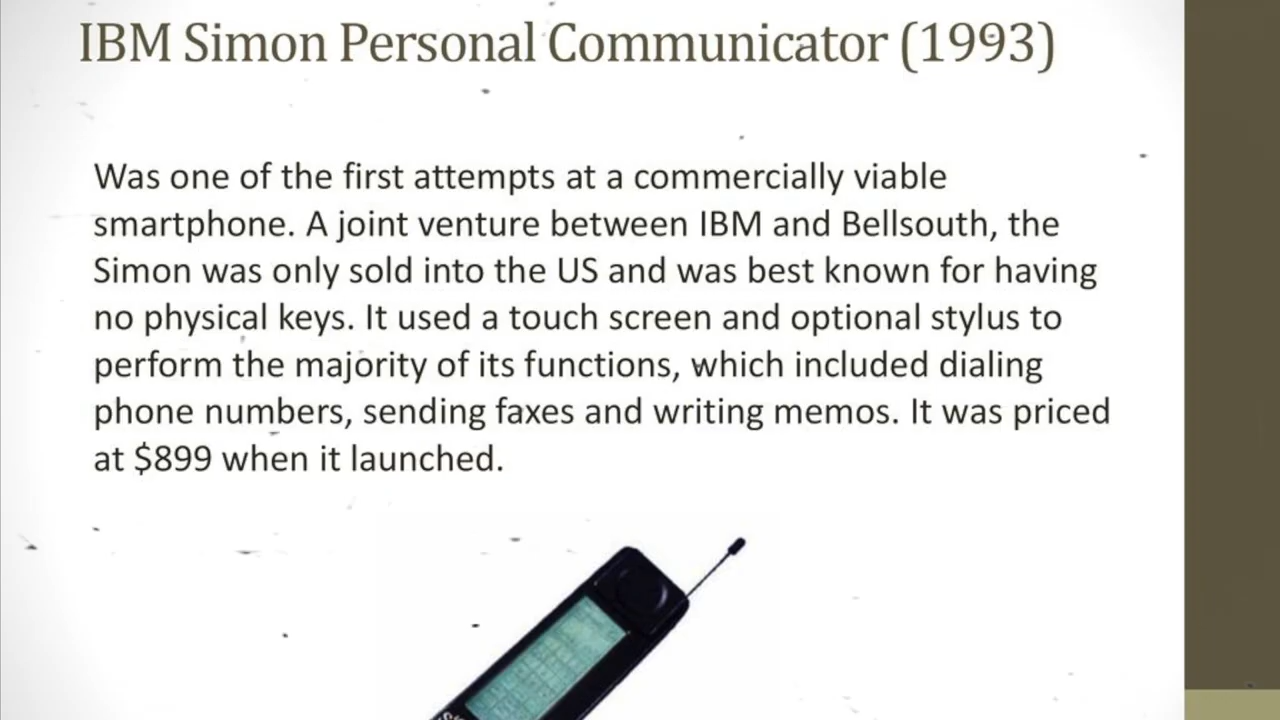 IBM Simon Personal Communicator (1993)
Was one of the first attempts at a commercially viable
smartphone. A joint venture between IBM and Bellsouth, the
Simon was only sold into the US and was best known for having
no physical keys. It used a touch screen and optional stylus to
perform the majority of its functions, which included dialing
phone numbers, sending faxes and writing memos. It was priced
at $899 when it launched.